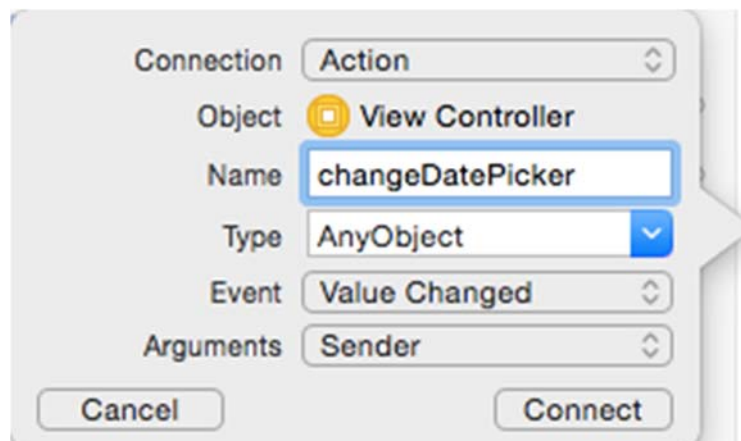 Connection Action
Object View Controller
Name changeDatePicker
Type AnyObject
Event Value Changed
Arguments Sender
Cancel Connect